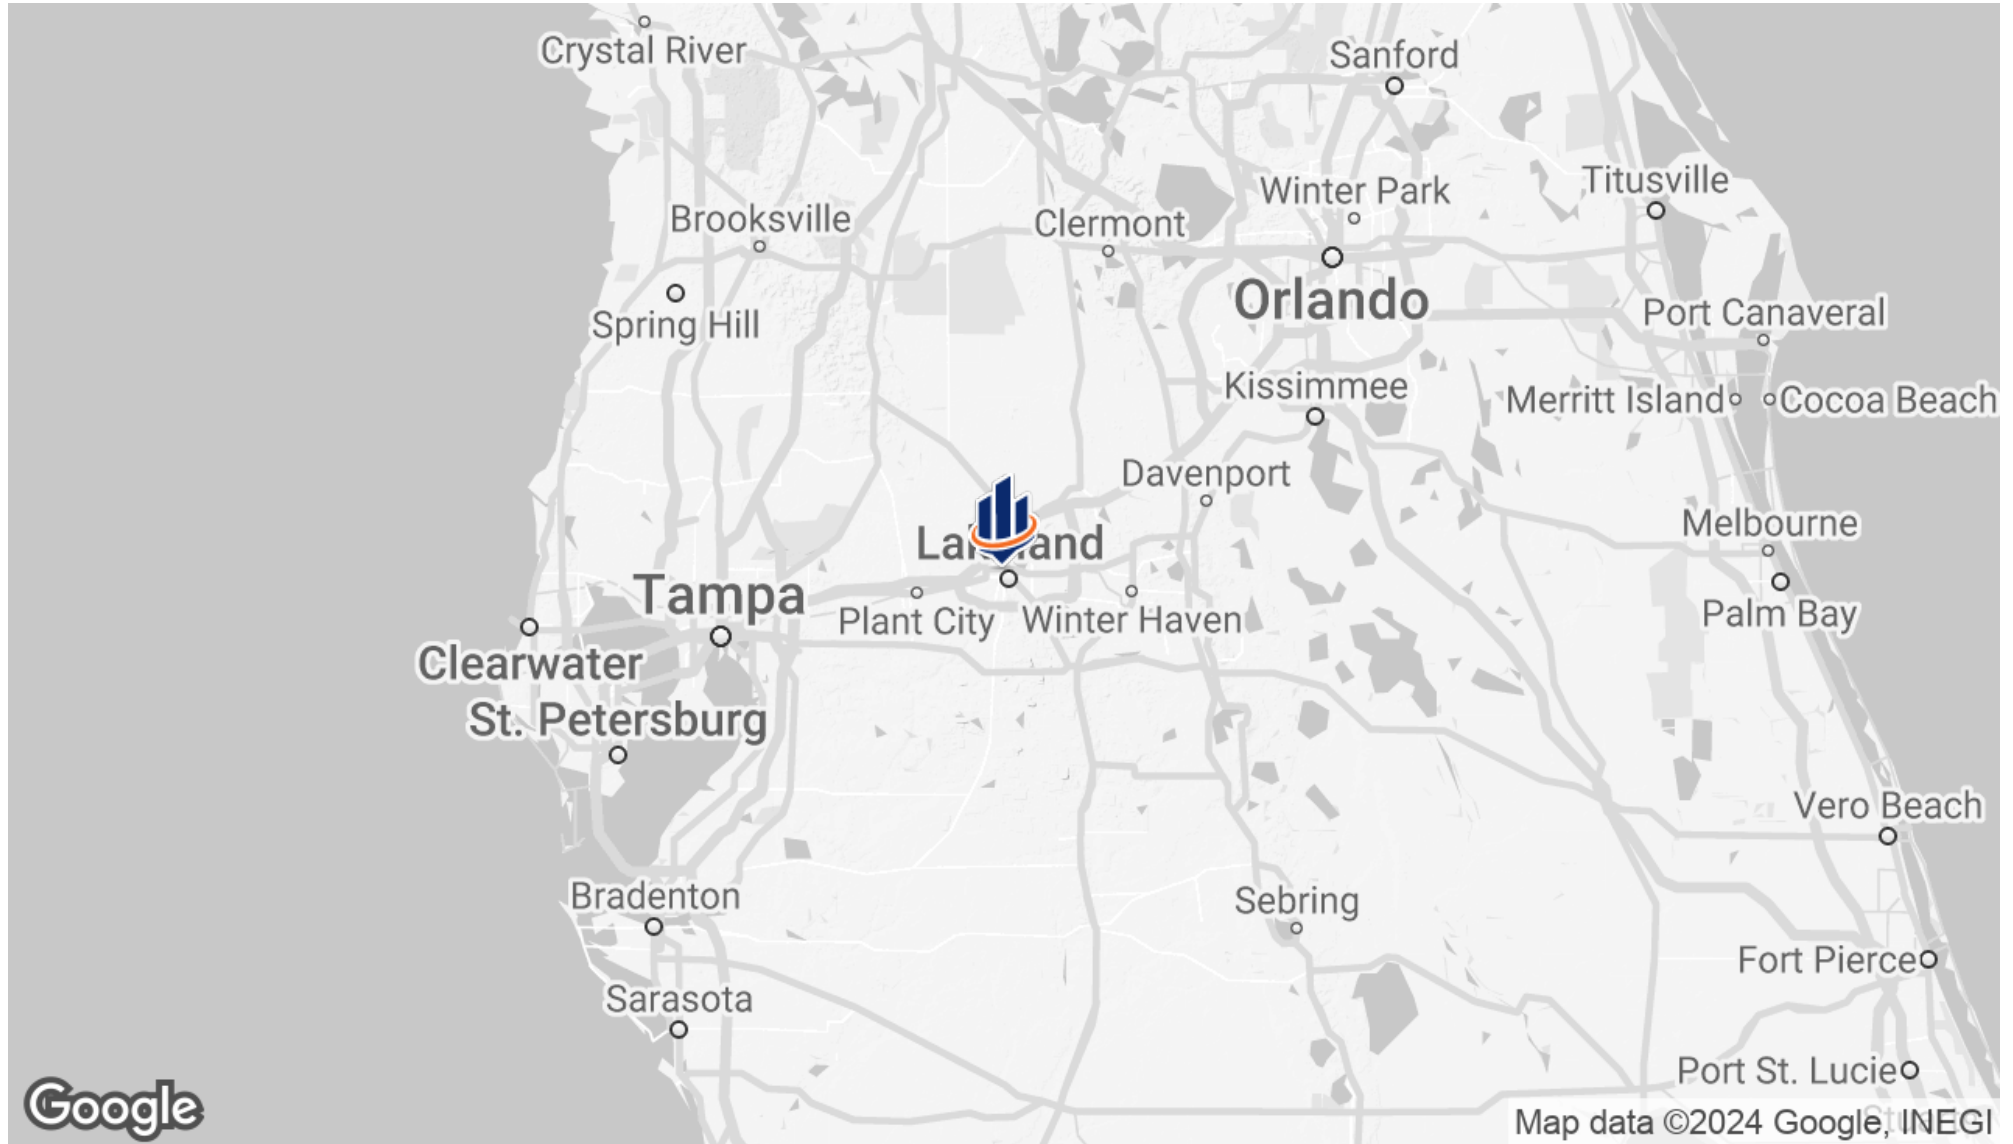 Crystal River
Sanford
Titusville
Winter Park
Brooksville
Clermont
Orlando
Spring Hill
Port Canaveral
Kissimmee
Merritt Island
Cocoa Beach
Davenport
Melbourne
Lakeland
Tampa
Plant City
Winter Haven
Palm Bay
Clearwater
St. Petersburg
Vero Beach
Bradenton
Sebring
Fort Pierce
Sarasota
Port St. Lucie
Google
Map data ©2024 Google, INEGI